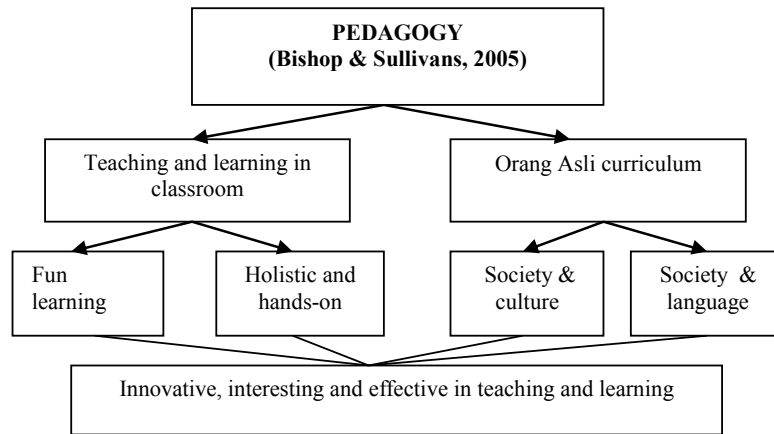 PEDAGOGY
(Bishop & Sullivans, 2005)
Teaching and learning in
classroom
Orang Asli curriculum
Fun
learning
Holistic and
hands-on
Society &
culture
Society & 
language
Innovative, interesting and effective in teaching and learning